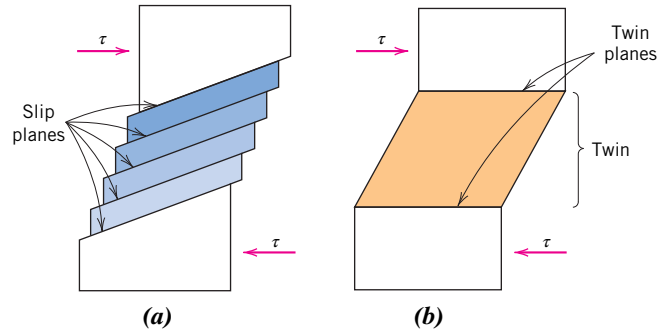 τ
Slip
planes
τ
(a)
τ
Twin
planes
Twin
τ
(b)